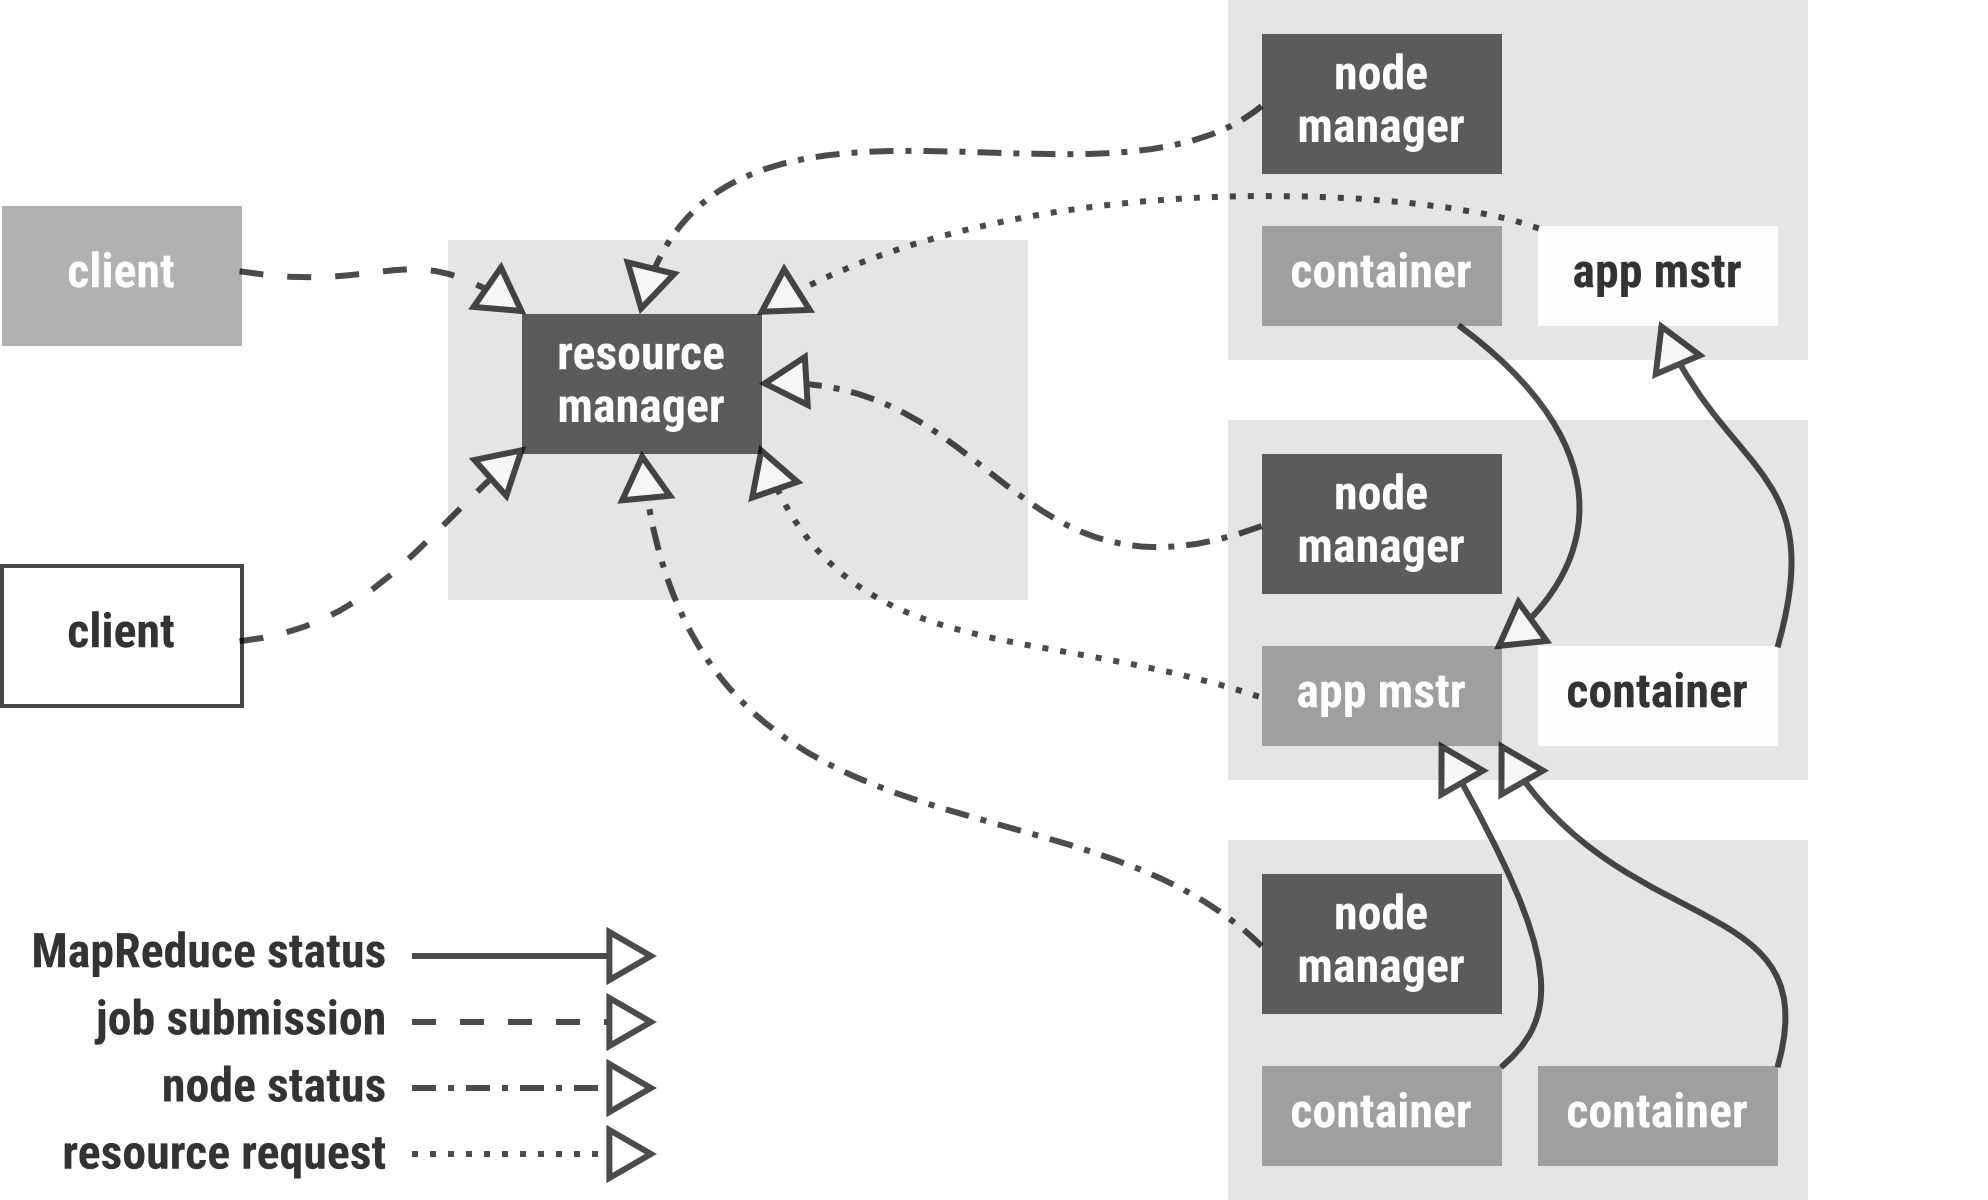 node
manager
container
app mstr
client
resource
manager
node
manager
app mstr
container
client
node
manager
container
container
MapReduce status
job submission
node status
resource request